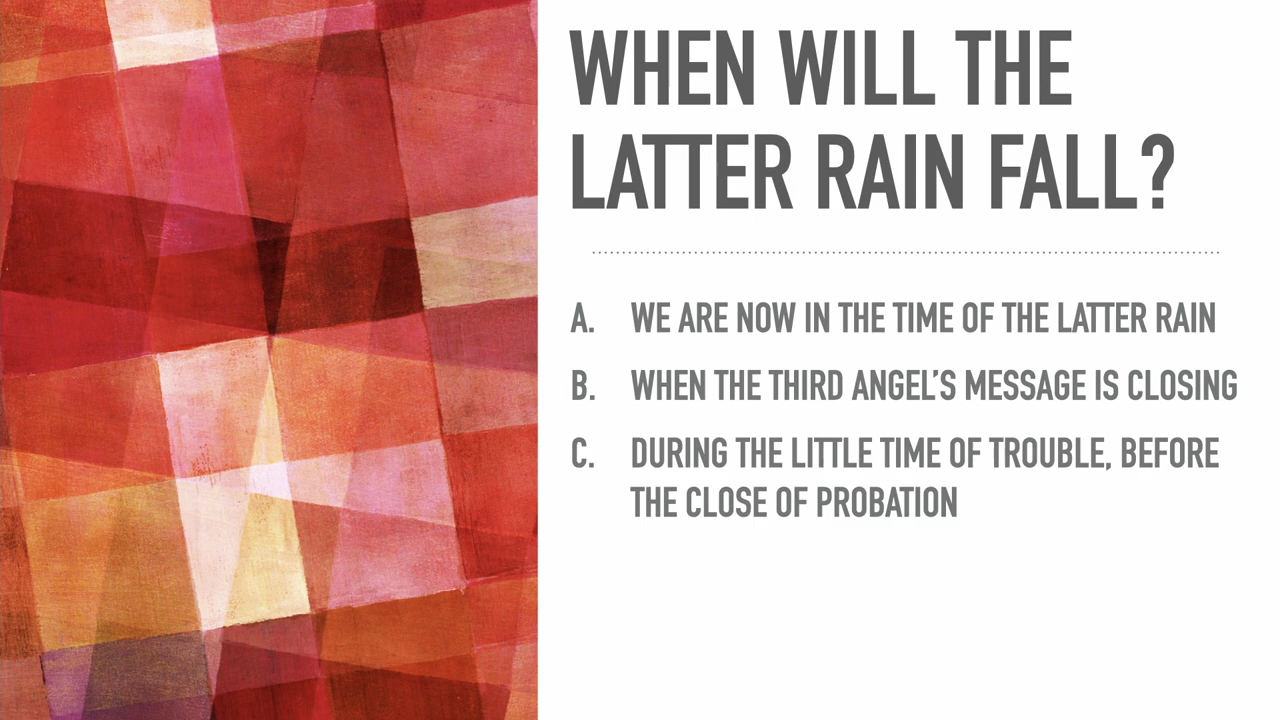 WHEN WILL THE
LATTER RAIN FALL?
A. WE ARE NOW IN THE TIME OF THE LATTER RAIN
B. WHEN THE THIRD ANGEL’S MESSAGE IS CLOSING
C. DURING THE LITTLE TIME OF TROUBLE, BEFORE
THE CLOSE OF PROBATION